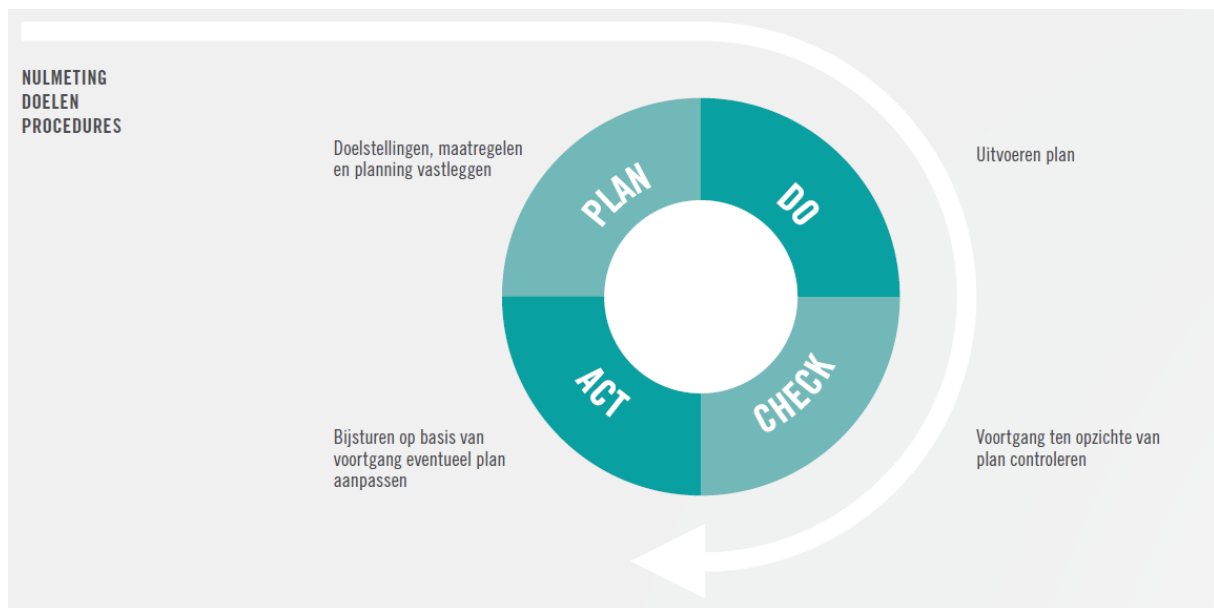 NULMETING
DOELEN
PROCEDURES
Doelstellingen, maatregelen
en planning vastleggen
PLAN
DO
Uitvoeren plan
ACT
CHECK
Bijsturen op basis van
voortgang eventueel plan
aanpassen
Voortgang ten opzichte van
plan controleren